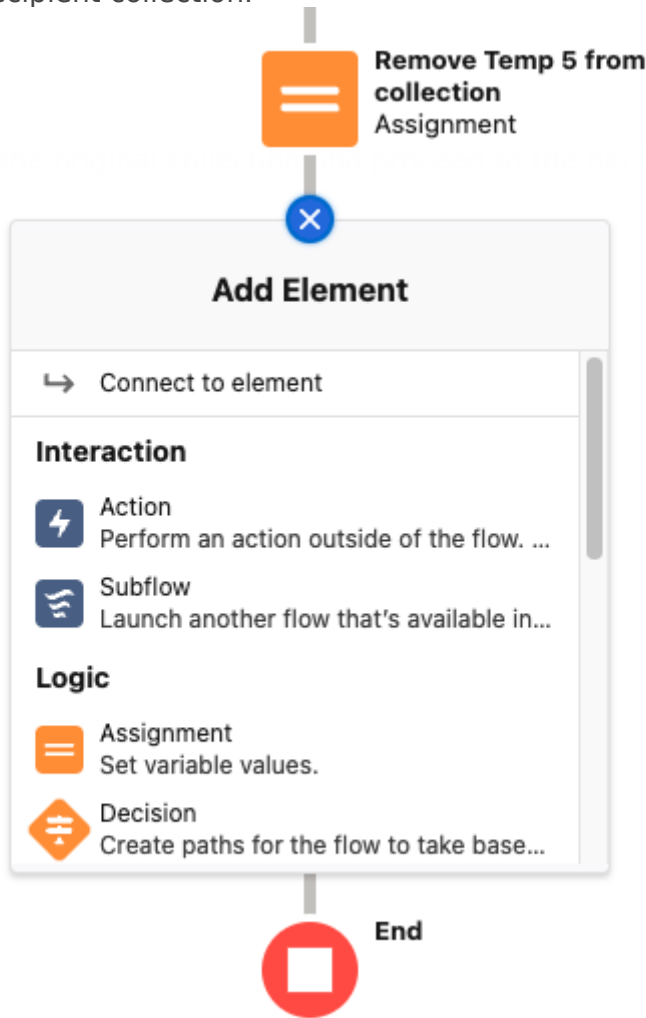 cipient collection.
Remove Temp 5 from
collection
Assignment
Add Element
Connect to element
Interaction
Action
Perform an action outside of the flow. ...
Subflow
Launch another flow that's available in...
Logic
Assignment
Set variable values.
Decision
Create paths for the flow to take base...
End